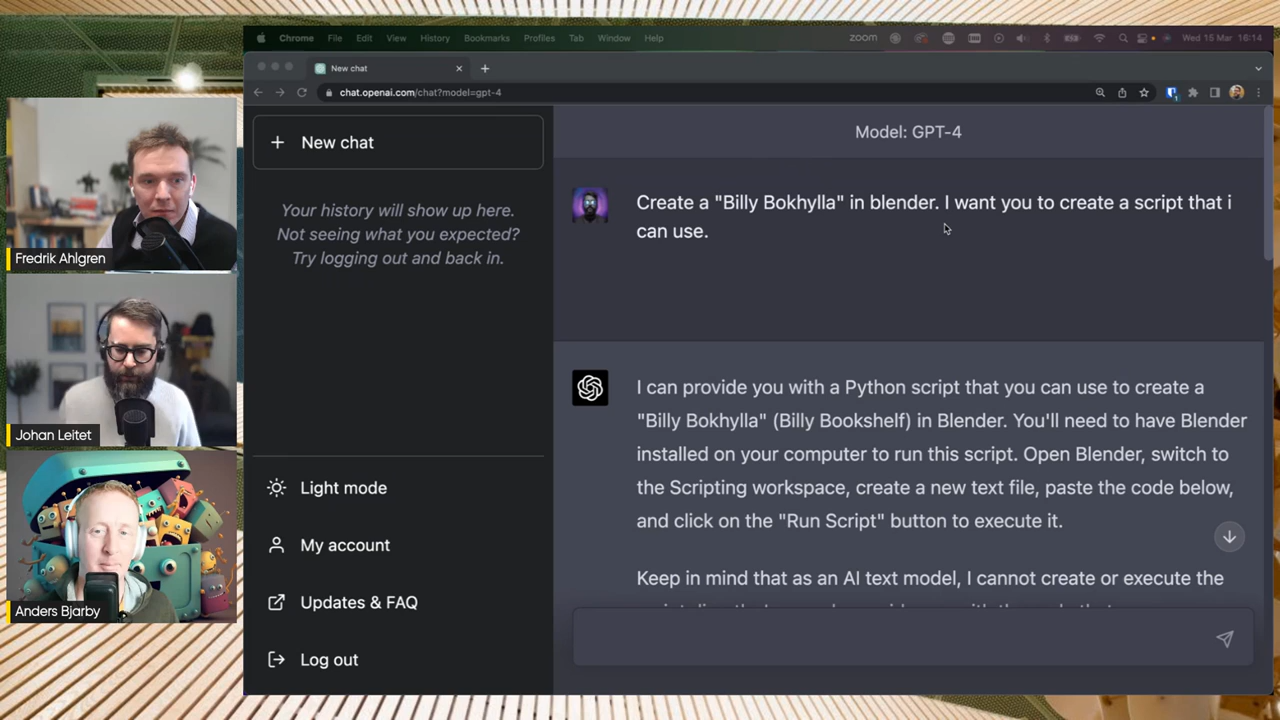 Chrome File Edit View History Bookmarks Profiles Tab Window Help
zoom
Wed 15 Mar 16:14
New chat
chat.openai.com/chat?model=gpt-4
New chat
Your history will show up here.
Not seeing what you expected?
Try logging out and back in.
Light mode
My account
Updates & FAQ
Log out
Model: GPT-4
Create a "Billy Bokhylla" in blender. I want you to create a script that i
can use.
I can provide you with a Python script that you can use to create a
"Billy Bokhylla" (Billy Bookshelf) in Blender. You'll need to have Blender
installed on your computer to run this script. Open Blender, switch to
the Scripting workspace, create a new text file, paste the code below,
and click on the "Run Script" button to execute it.
Keep in mind that as an AI text model, I cannot create or execute the
Fredrik Ahlgren
Johan Leitet
Anders Bjarby